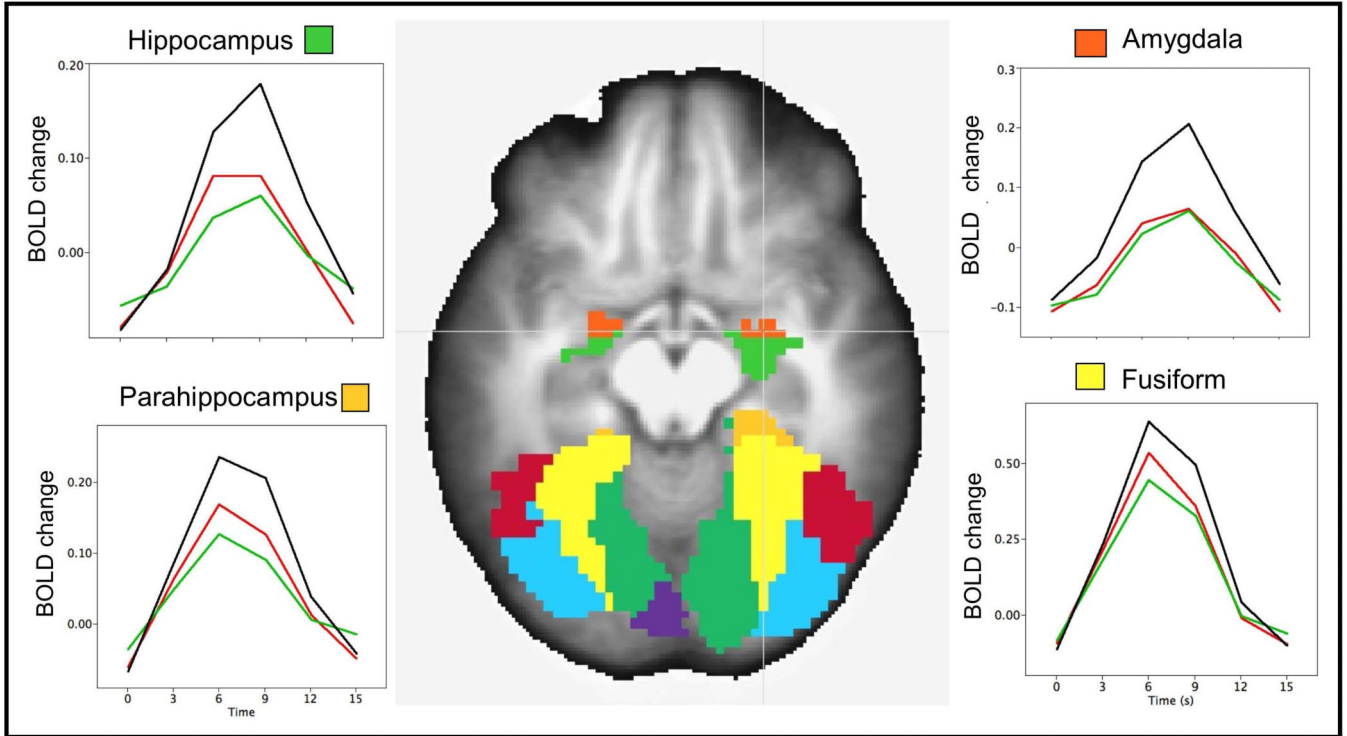 Hippocampus
BOLD change
0.20
0.10
0.00
Amygdala
BOLD change
0.3
0.2
0.1
0
−0.1
Parahippocampus
BOLD change
0.20
0.10
0.00
0 3 6 9 12 15
Time
Fusiform
BOLD change
0.50
0.25
0.00
0 3 6 9 12 15
Time (s)